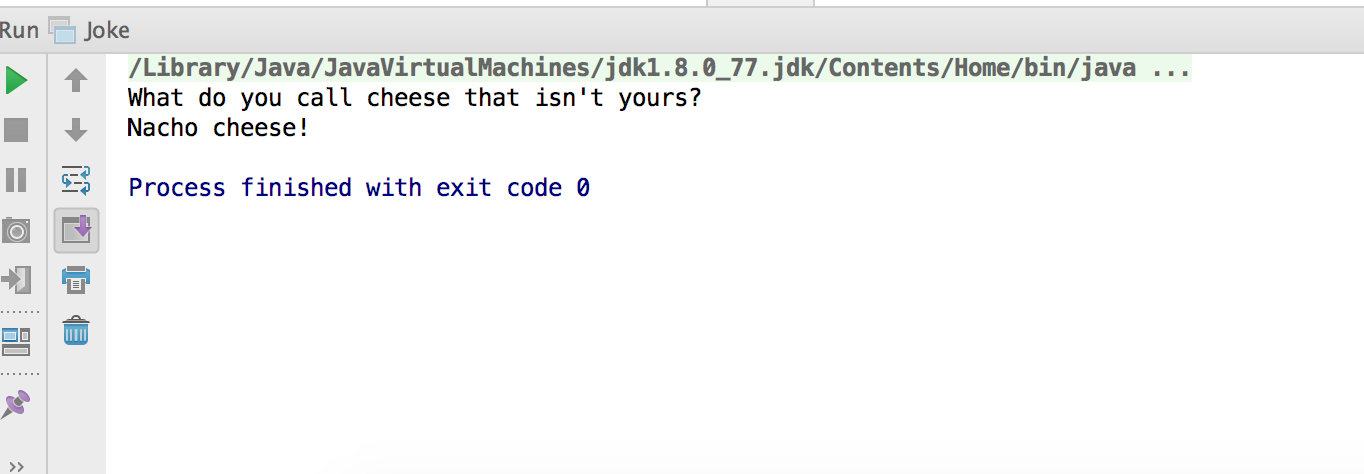 Run Joke
/Library/Java/JavaVirtualMachines/jdk1.8.0_77.jdk/Contents/Home/bin/java ...
What do you call cheese that isn't yours?
Nacho cheese!
Process finished with exit code 0